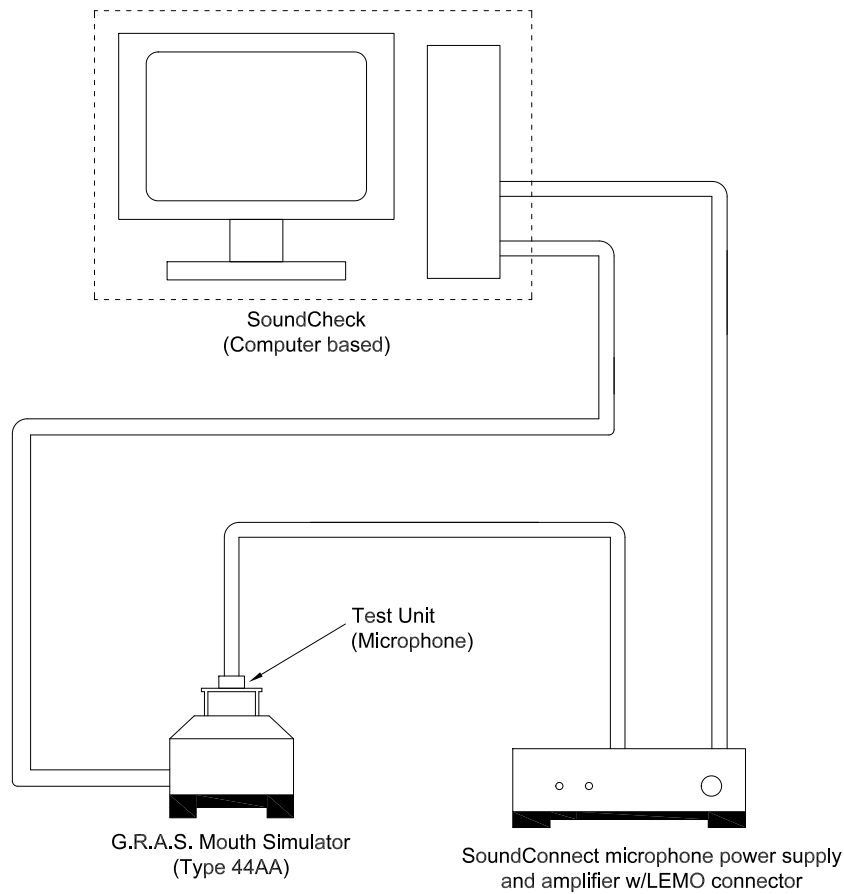 SoundCheck
(Computer based)
Test Unit
(Microphone)
G.R.A.S. Mouth Simulator
(Type 44AA)
SoundConnect microphone power supply
and amplifier w/LEMO connector